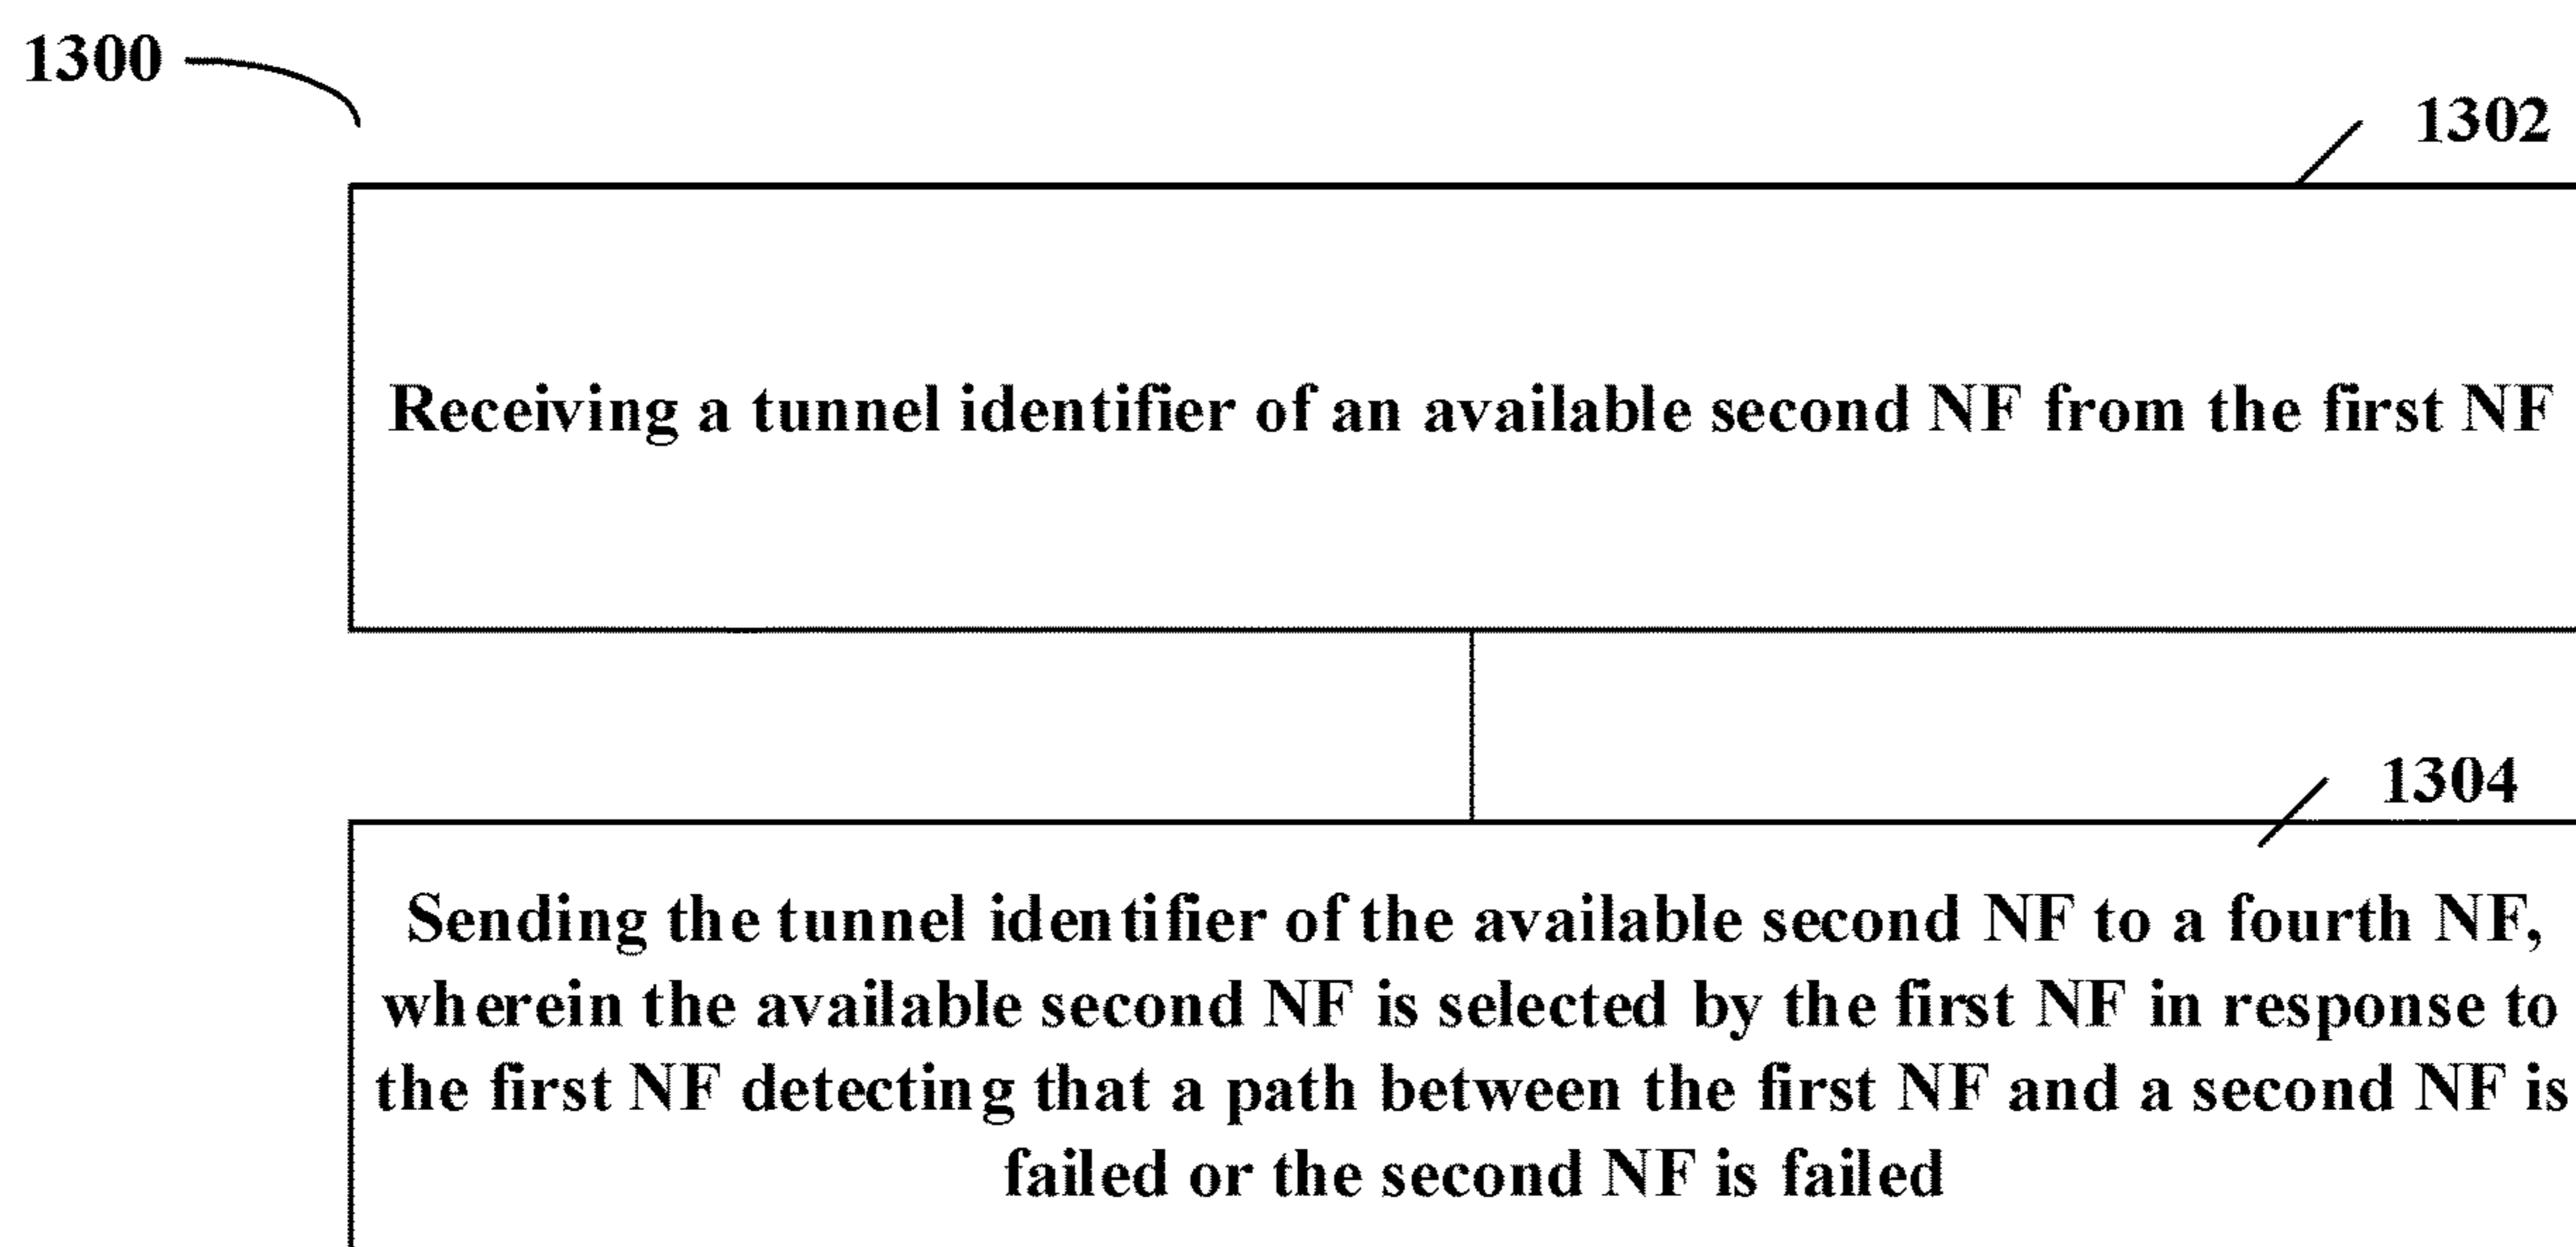 1300
1302
Receiving a tunnel identifier of an available second NF from the first NF
1304
Sending the tunnel identifier of the available second NF to a fourth NF,
wherein the available second NF is selected by the first NF in response to
the first NF detecting that a path between the first NF and a second NF is
failed or the second NF is failed